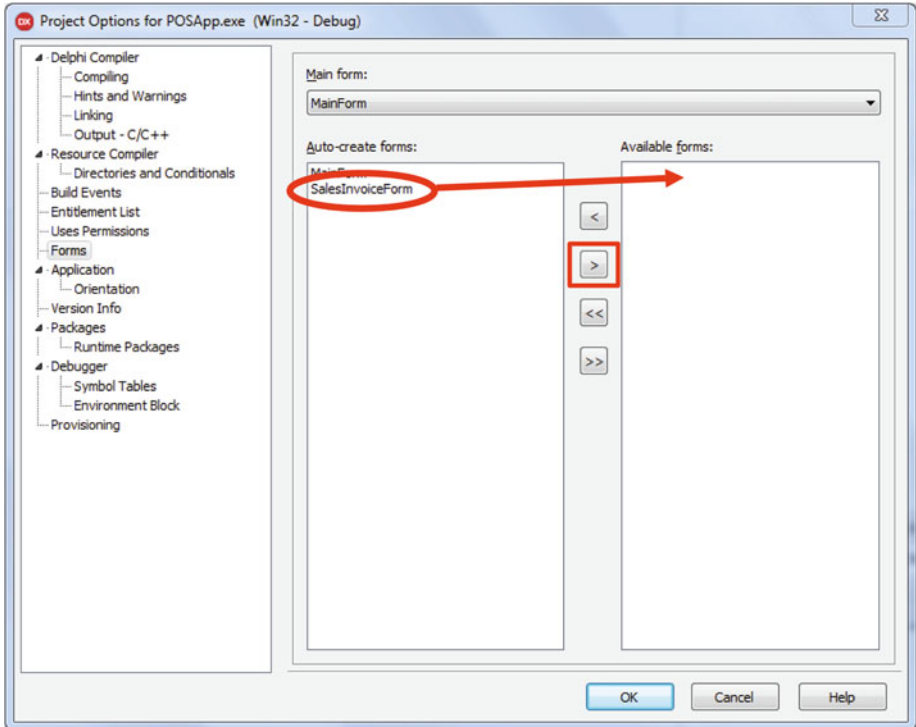 DX Project Options for POSApp.exe (Win32 - Debug)
Delphi Compiler
Compiling
Hints and Warnings
Linking
Output - C/C++
Resource Compiler
Directories and Conditionals
Build Events
Entitlement List
Uses Permissions
Forms
Application
Orientation
Version Info
Packages
Runtime Packages
Debugger
Symbol Tables
Environment Block
Provisioning
Main form:
MainForm
Auto-create forms:
MainForm
SalesInvoiceForm
<
>
<<
>>
Available forms:
OK
Cancel
Help